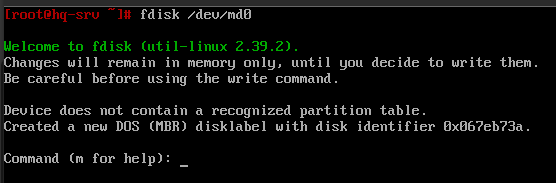 [root@hq-srv ~]# fdisk /dev/md0
Welcome to fdisk (util-linux 2.39.2).
Changes will remain in memory only, until you decide to write them.
Be careful before using the write command.
Device does not contain a recognized partition table.
Created a new DOS (MBR) disklabel with disk identifier 0x067eb73a.
Command (m for help): _